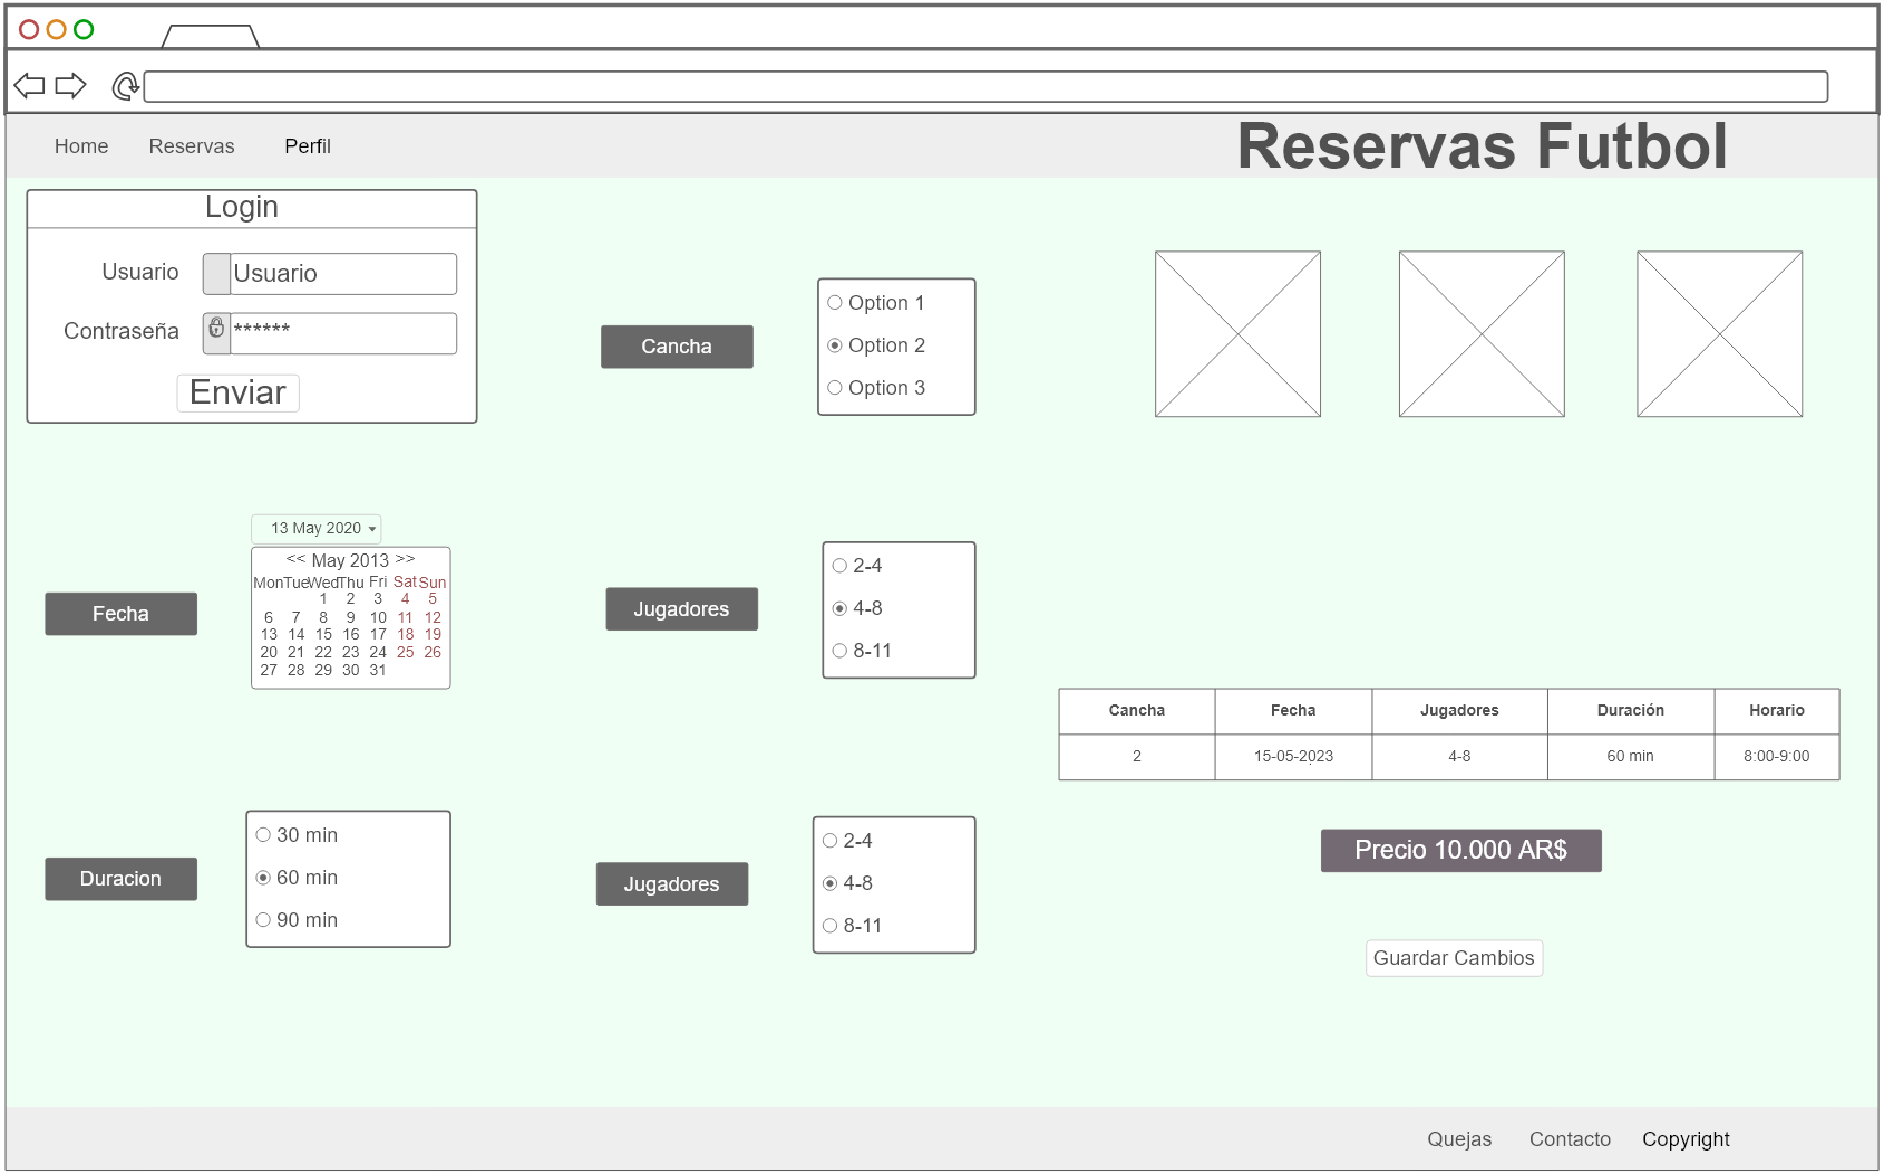 Home Reservas Perfil
Reservas Futbol
Login
Usuario Usuario
Contraseña ******
Enviar
Cancha
Option 1
Option 2
Option 3
Fecha
13 May 2020
<< May 2013 >>
Mon Tue Wed Thu Fri Sat Sun
1 2 3 4 5
6 7 8 9 10 11 12
13 14 15 16 17 18 19
20 21 22 23 24 25 26
27 28 29 30 31
Jugadores
2-4
4-8
8-11
Duracion
30 min
60 min
90 min
Jugadores
2-4
4-8
8-11
Cancha Fecha Jugadores Duración Horario
2 15-05-2023 4-8 60 min 8:00-9:00
Precio 10.000 AR$
Guardar Cambios
Quejas Contacto Copyright